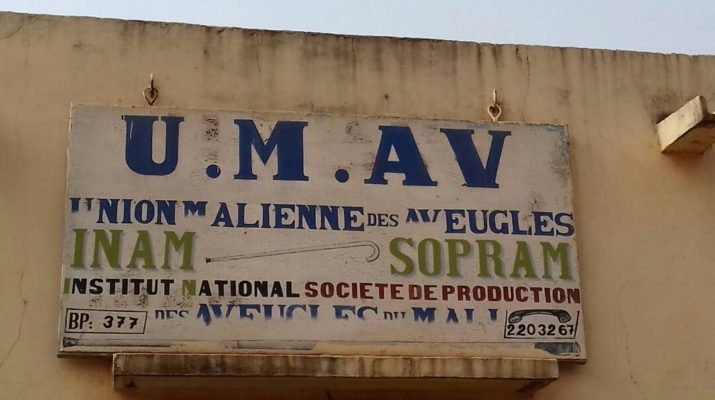 U.M.AV
UNION MALIENNE DES AVEUGLES
INAM SOPRAM
INSTITUT NATIONAL SOCIETE DE PRODUCTION
DES AVEUGLES DU MALI
BP: 377 2203267